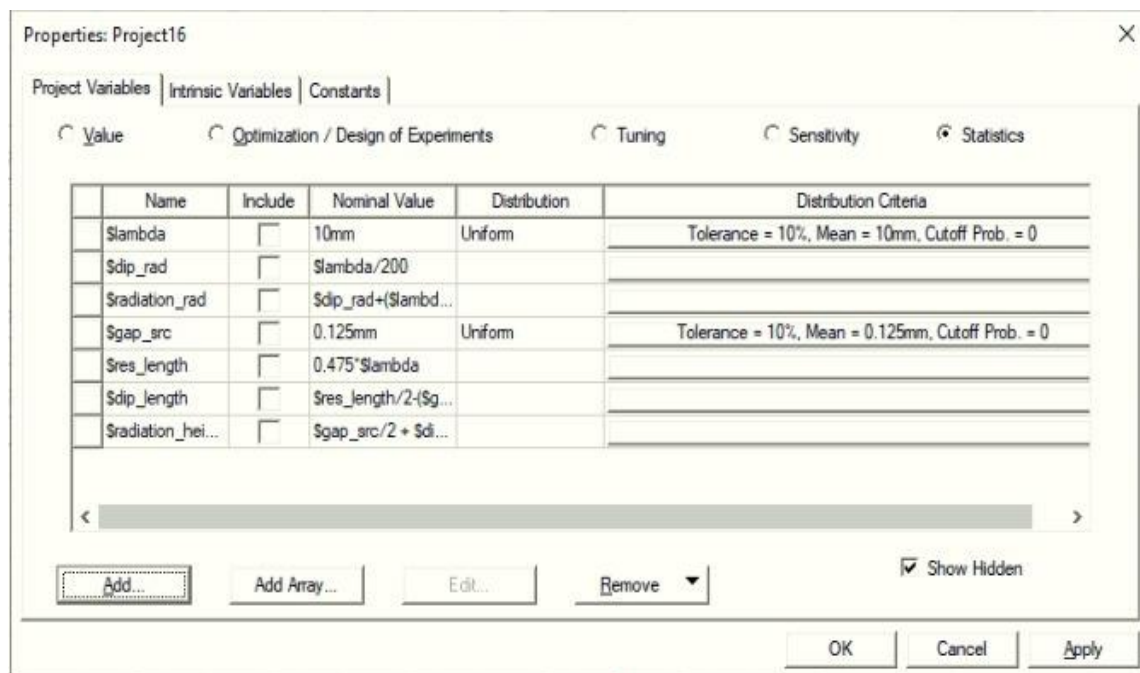 Properties: Project16
Project Variables Intrinsic Variables Constants
Value Optimization / Design of Experiments Tuning Sensitivity Statistics
Name Include Nominal Value Distribution Distribution Criteria
$lambda 10mm Uniform Tolerance = 10%, Mean = 10mm, Cutoff Prob. = 0
$dip_rad $lambda/200
$radiation_rad $dip_rad+($lambd...
$gap_src 0.125mm Uniform Tolerance = 10%, Mean = 0.125mm, Cutoff Prob. = 0
$res_length 0.475*$lambda
$dip_length $res_length/2-($g...
$radiation_hei... $gap_src/2 + $di...
Show Hidden
Add... Add Array... Edit... Remove
OK Cancel Apply